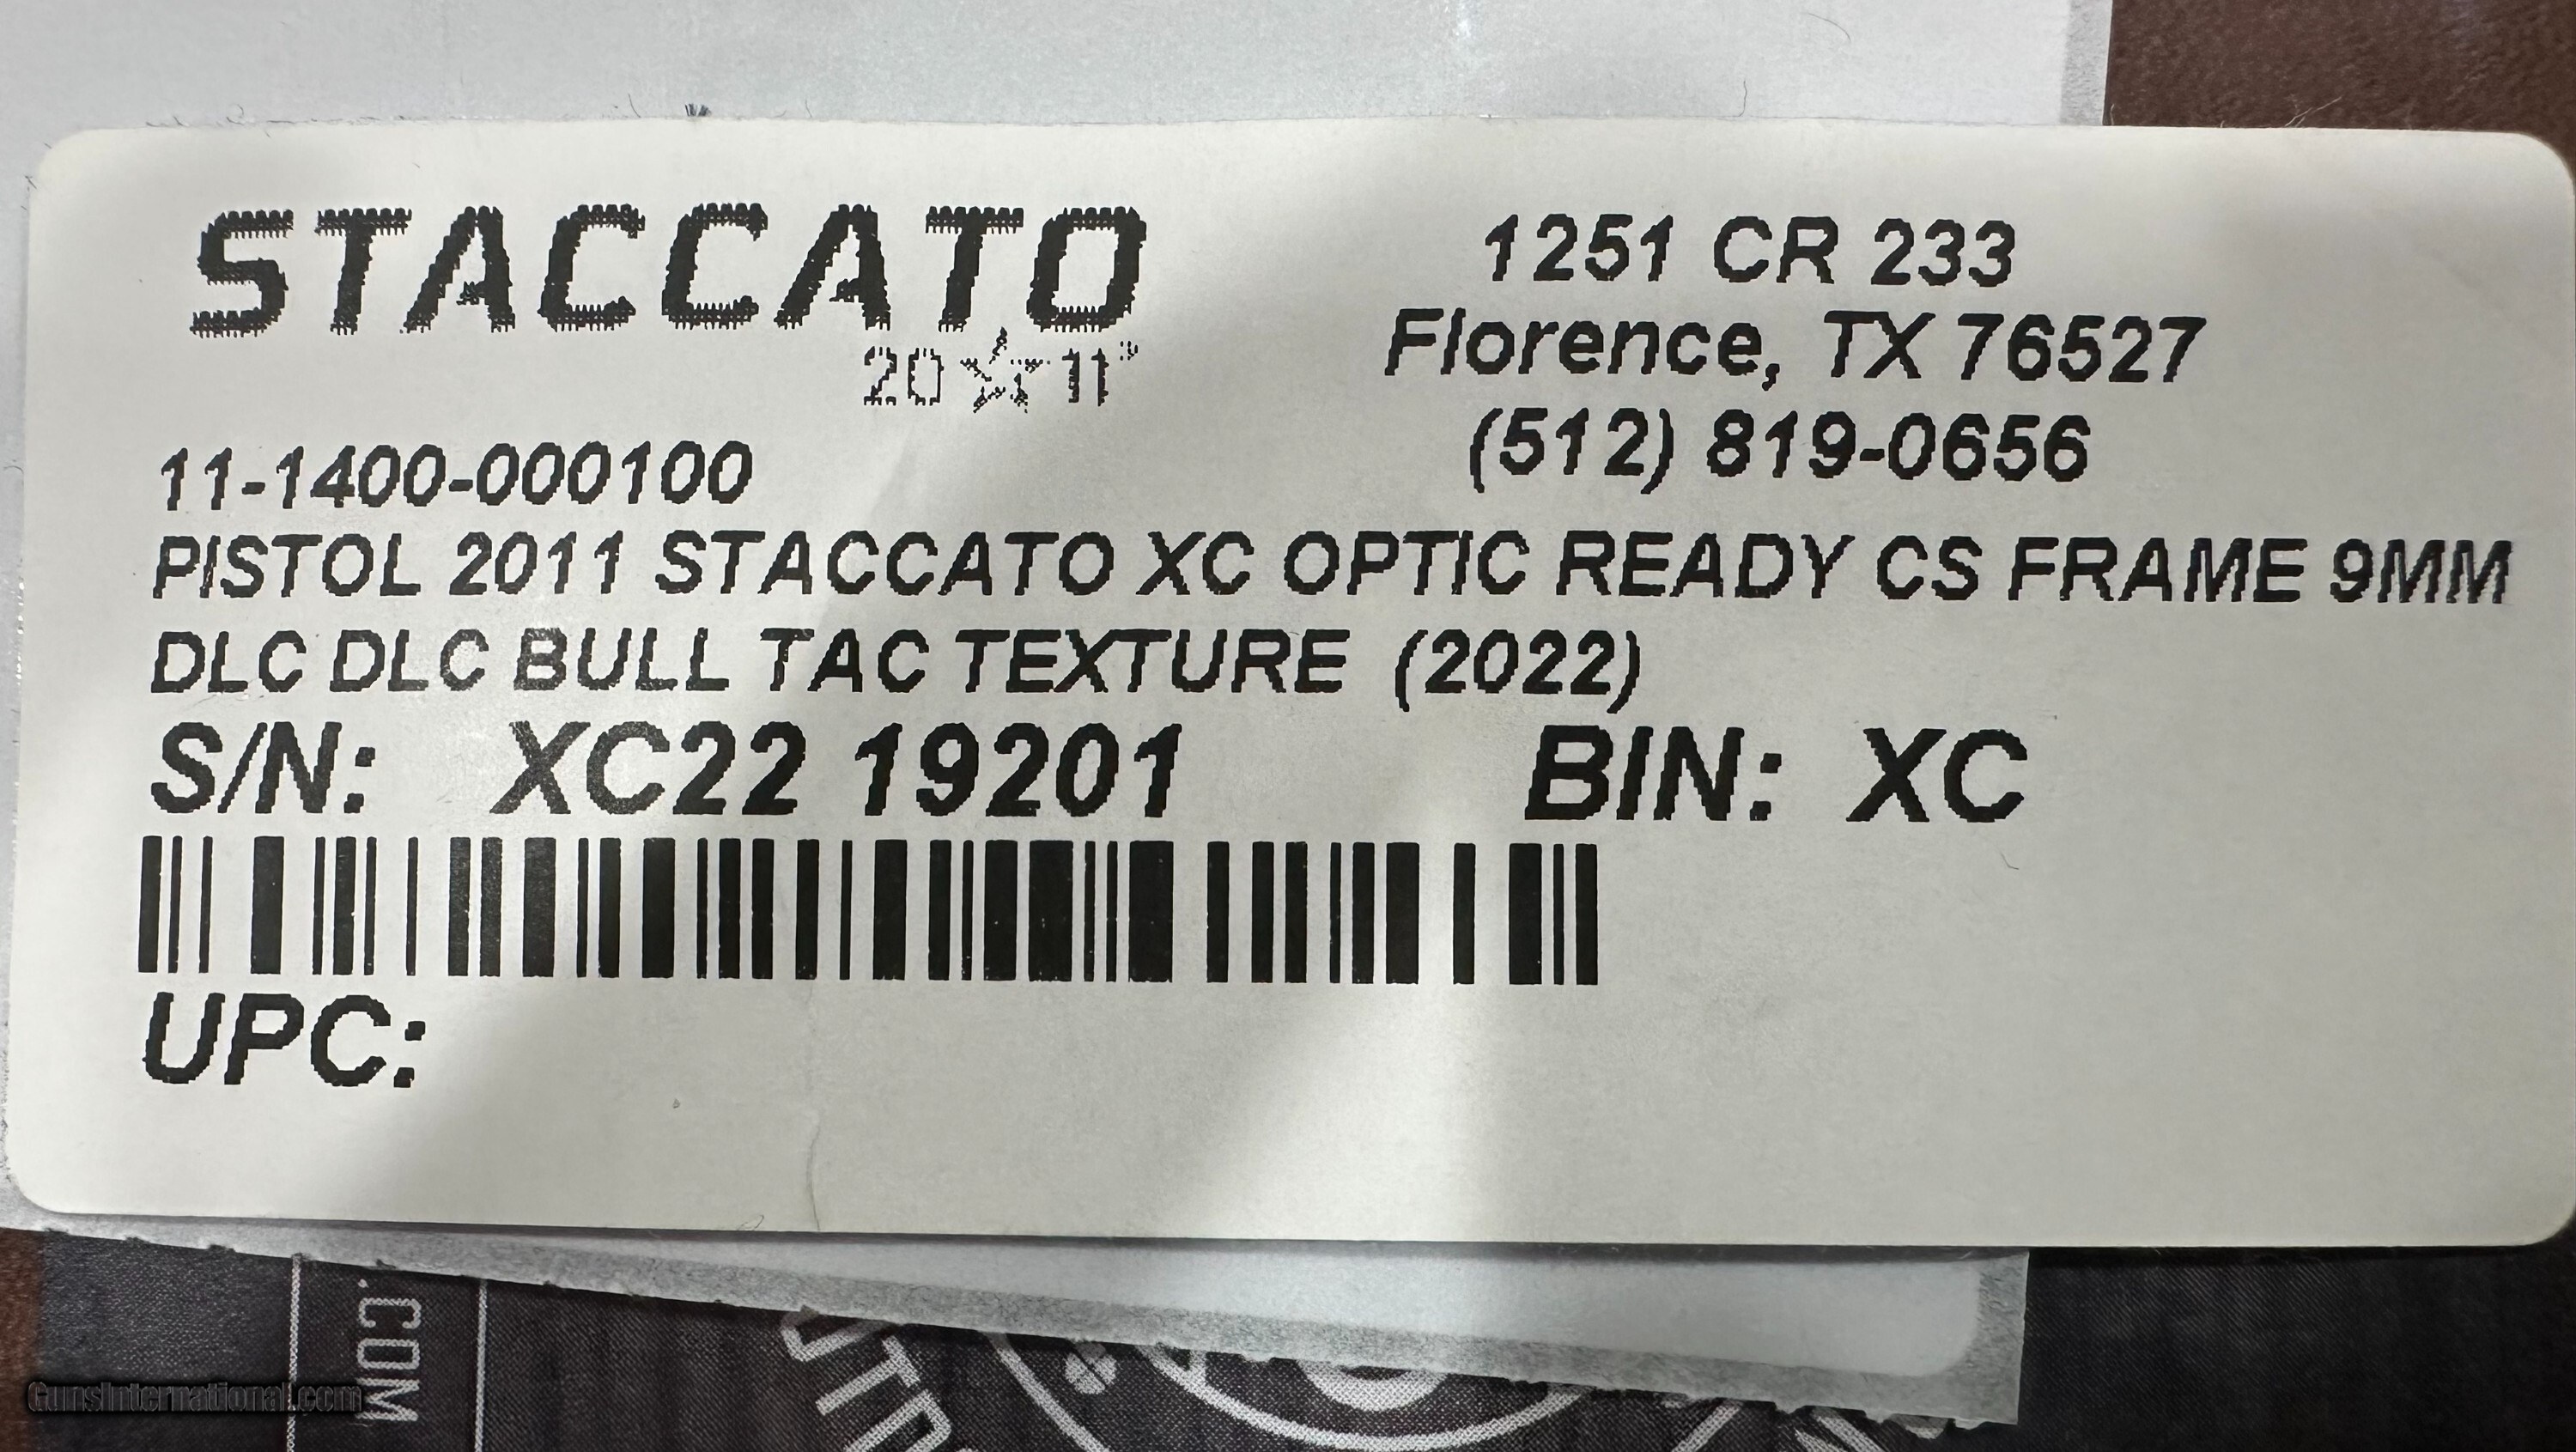 STACCATO
20 11
1251 CR 233
Florence, TX 76527
(512) 819-0656
11-1400-000100
PISTOL 2011 STACCATO XC OPTIC READY CS FRAME 9MM
DLC DLC BULL TAC TEXTURE (2022)
S/N: XC22 19201
BIN: XC
UPC:
.COM
GunsInternational.com